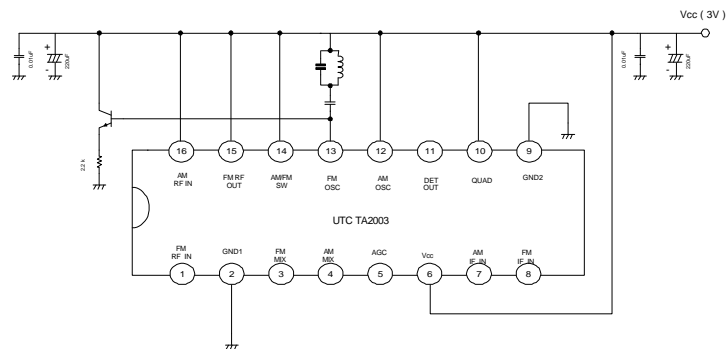 Vcc ( 3V )
0.01uF
220uF
0.01uF
220uF
2.2 k
16 15 14 13 12 11 10 9
AM RF IN
FM RF OUT
AM/FM SW
FM OSC
AM OSC
DET OUT
QUAD
GND2
UTC TA2003
FM RF IN
GND1
FM MIX
AM MIX
AGC
Vcc
AM IF IN
FM IF IN
1 2 3 4 5 6 7 8